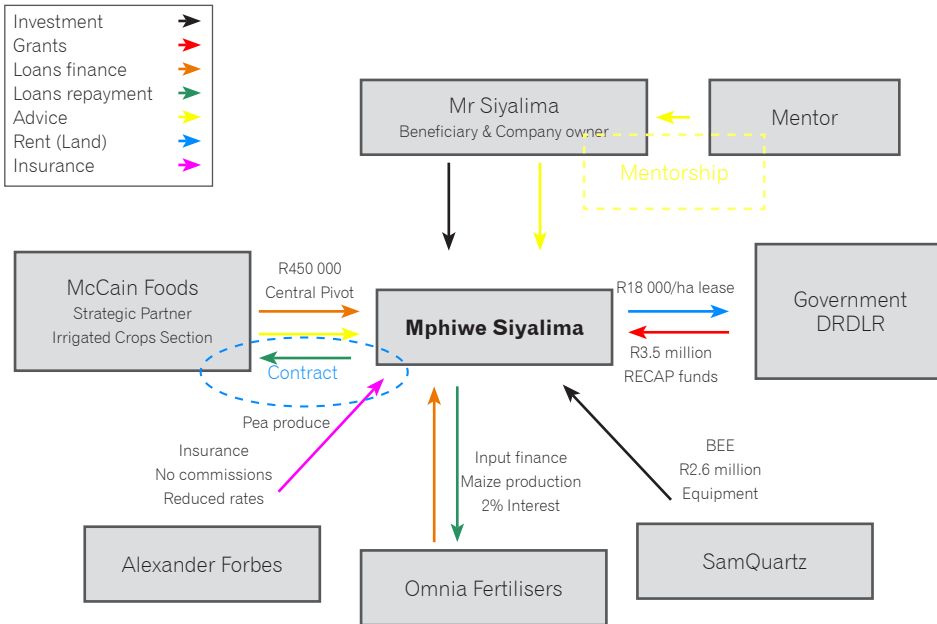 Investment
Grants
Loans finance
Loans repayment
Advice
Rent (Land)
Insurance
Mr Siyalima
Beneficiary & Company owner
Mentor
Mentorship
McCain Foods
Strategic Partner
Irrigated Crops Section
R450 000
Central Pivot
Mphiwe Siyalima
R18 000/ha lease
R3.5 million
RECAP funds
Government
DRDLR
Contract
Pea produce
Insurance
No commissions
Reduced rates
Input finance
Maize production
2% Interest
BEE
R2.6 million
Equipment
Alexander Forbes
Omnia Fertilisers
SamQuartz